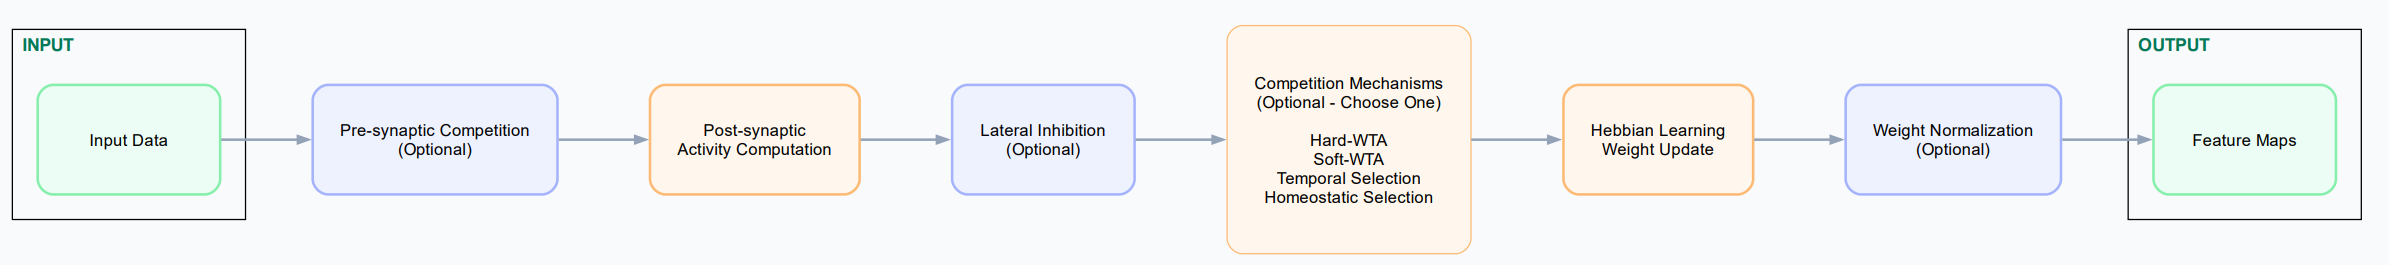 INPUT
Input Data
Pre-synaptic Competition
(Optional)
Post-synaptic
Activity Computation
Lateral Inhibition
(Optional)
Competition Mechanisms
(Optional - Choose One)
Hard-WTA
Soft-WTA
Temporal Selection
Homeostatic Selection
Hebbian Learning
Weight Update
Weight Normalization
(Optional)
OUTPUT
Feature Maps